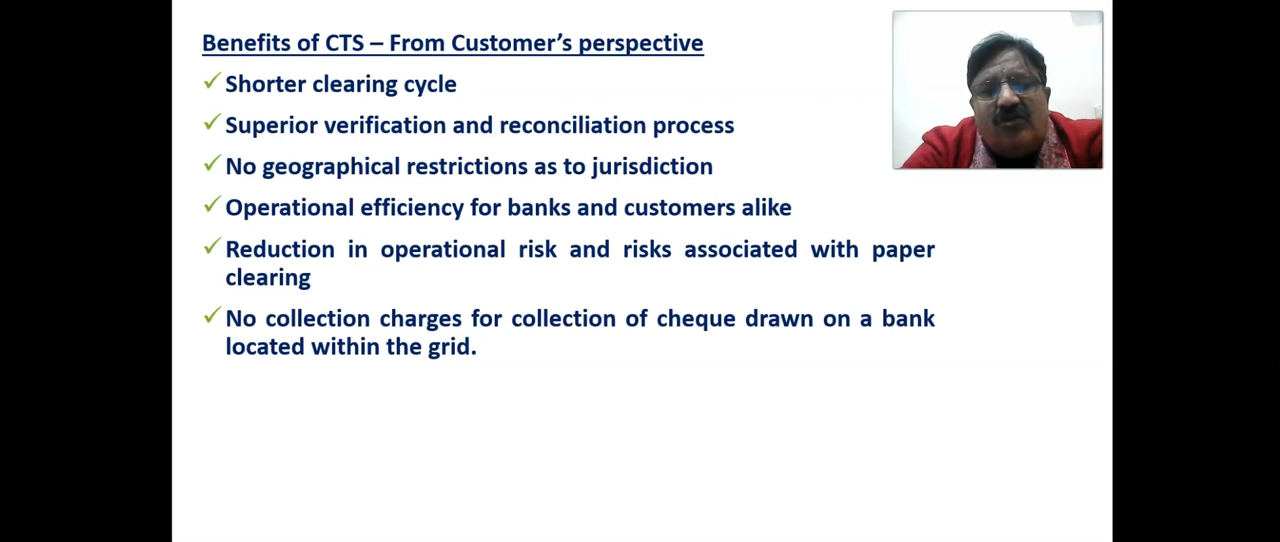 Benefits of CTS – From Customer’s perspective
✓ Shorter clearing cycle
✓ Superior verification and reconciliation process
✓ No geographical restrictions as to jurisdiction
✓ Operational efficiency for banks and customers alike
✓ Reduction in operational risk and risks associated with paper
clearing
✓ No collection charges for collection of cheque drawn on a bank
located within the grid.